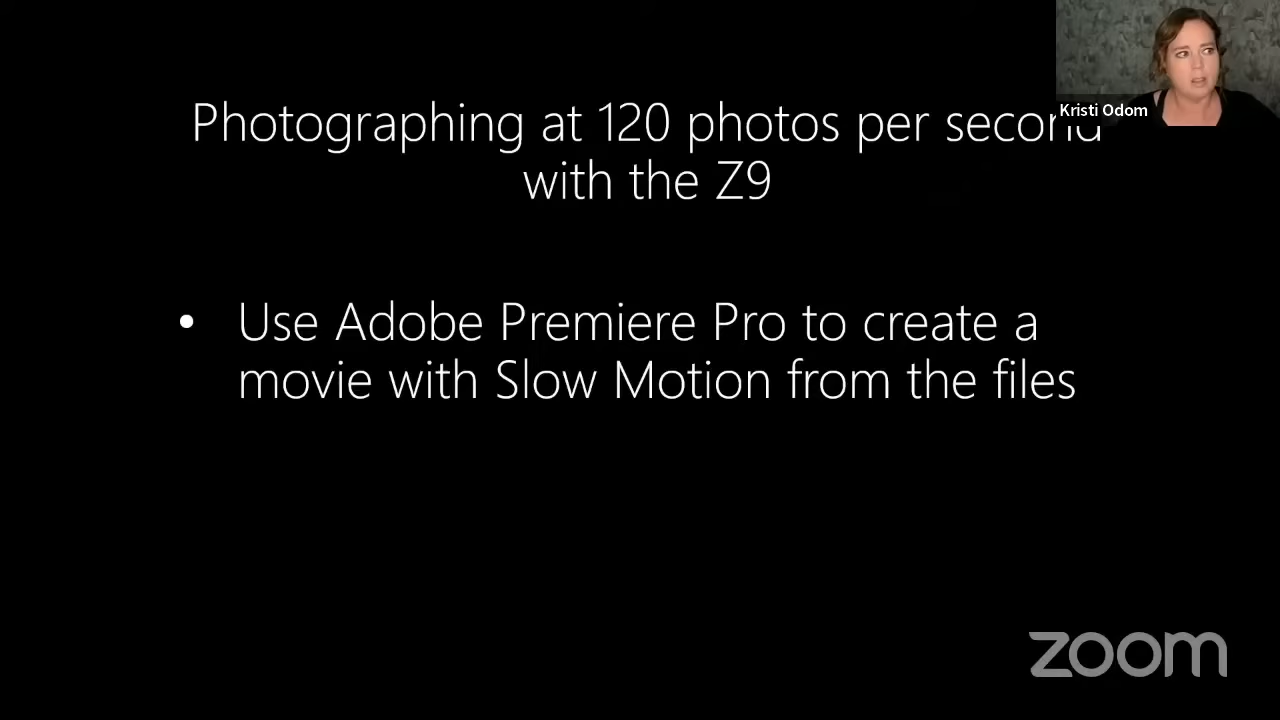 Photographing at 120 photos per second
with the Z9
Kristi Odom
• Use Adobe Premiere Pro to create a
movie with Slow Motion from the files
zoom